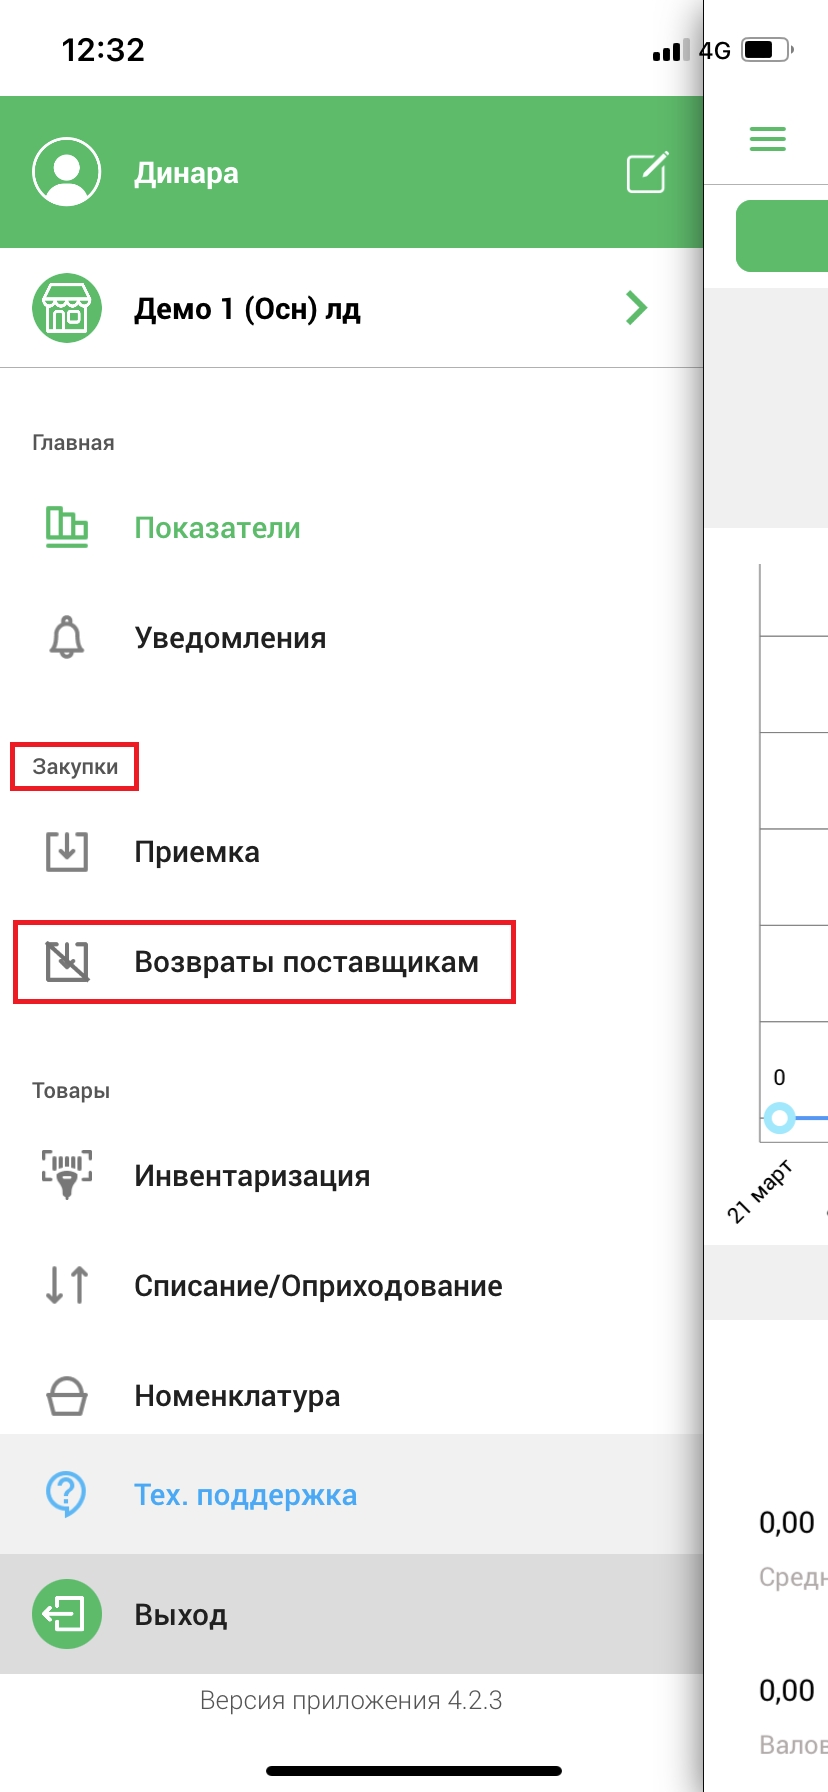 12:32
4G
Динара
Демо 1 (Осн) лд
Главная
Показатели
Уведомления
Закупки
Приемка
Возвраты поставщикам
Товары
Инвентаризация
Списание/Оприходование
Номенклатура
Тех. поддержка
Выход
Версия приложения 4.2.3
0
21 март
0,00
Средн
0,00
Валов